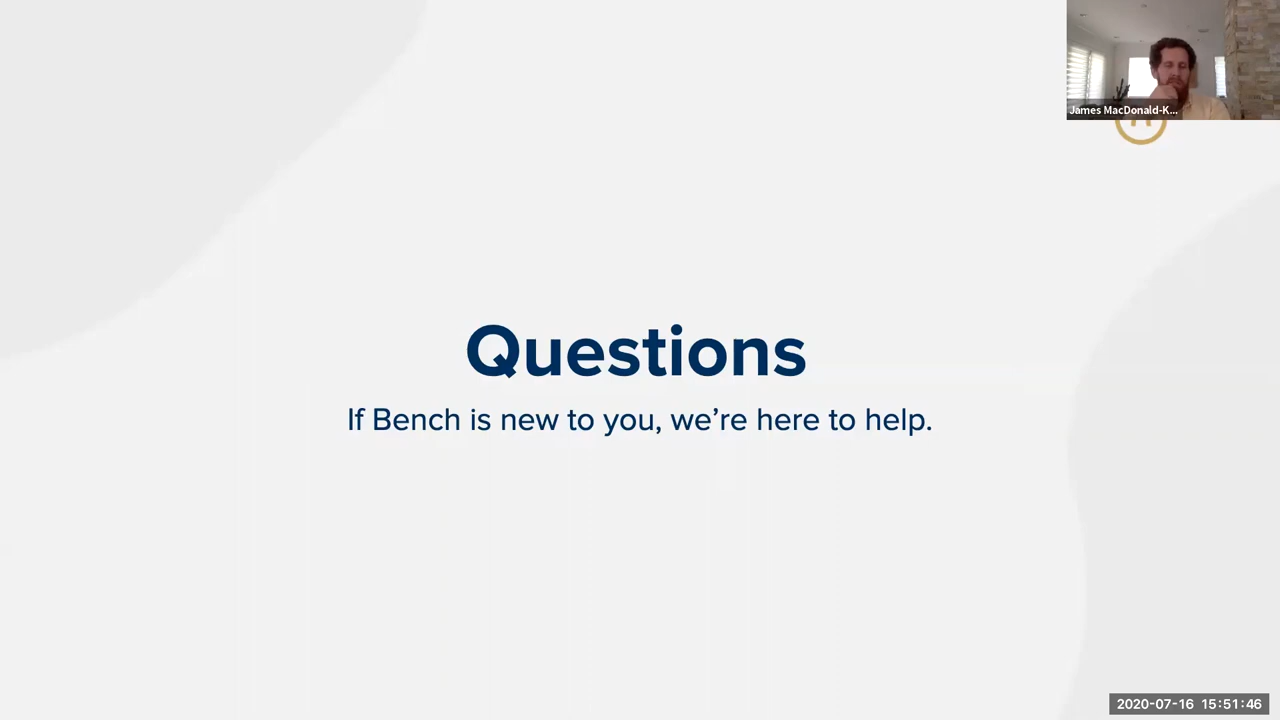 James MacDonald-K...
Questions
If Bench is new to you, we’re here to help.
2020-07-16 15:51:46